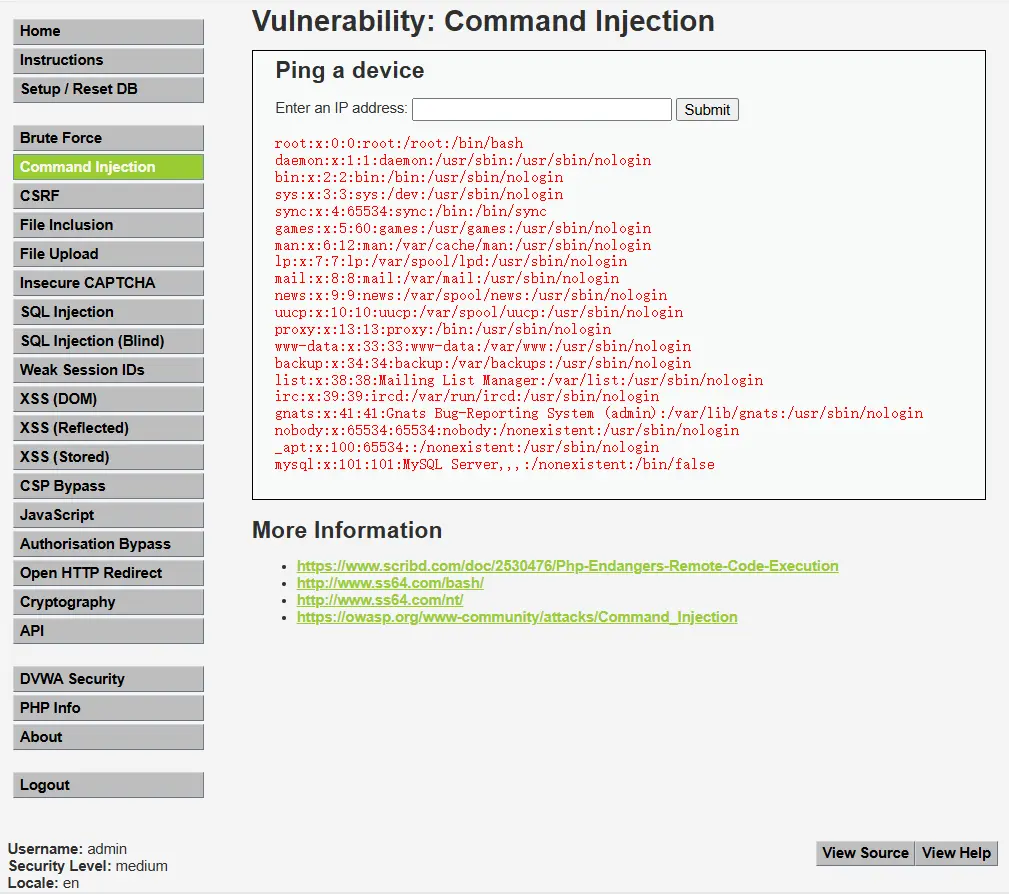 Home
Instructions
Setup / Reset DB
Brute Force
Command Injection
CSRF
File Inclusion
File Upload
Insecure CAPTCHA
SQL Injection
SQL Injection (Blind)
Weak Session IDs
XSS (DOM)
XSS (Reflected)
XSS (Stored)
CSP Bypass
JavaScript
Authorisation Bypass
Open HTTP Redirect
Cryptography
API
DVWA Security
PHP Info
About
Logout
Vulnerability: Command Injection
Ping a device
Enter an IP address: Submit
root:x:0:0:root:/root:/bin/bash
daemon:x:1:1:daemon:/usr/sbin:/usr/sbin/nologin
bin:x:2:2:bin:/bin:/usr/sbin/nologin
sys:x:3:3:sys:/dev:/usr/sbin/nologin
sync:x:4:65534:sync:/bin:/bin/sync
games:x:5:60:games:/usr/games:/usr/sbin/nologin
man:x:6:12:man:/var/cache/man:/usr/sbin/nologin
lp:x:7:7:lp:/var/spool/lpd:/usr/sbin/nologin
mail:x:8:8:mail:/var/mail:/usr/sbin/nologin
news:x:9:9:news:/var/spool/news:/usr/sbin/nologin
uucp:x:10:10:uucp:/var/spool/uucp:/usr/sbin/nologin
proxy:x:13:13:proxy:/bin:/usr/sbin/nologin
www-data:x:33:33:www-data:/var/www:/usr/sbin/nologin
backup:x:34:34:backup:/var/backups:/usr/sbin/nologin
list:x:38:38:Mailing List Manager:/var/list:/usr/sbin/nologin
irc:x:39:39:ircd:/var/run/ircd:/usr/sbin/nologin
gnats:x:41:41:Gnats Bug-Reporting System (admin):/var/lib/gnats:/usr/sbin/nologin
nobody:x:65534:65534:nobody:/nonexistent:/usr/sbin/nologin
_apt:x:100:65534::/nonexistent:/usr/sbin/nologin
mysql:x:101:101:MySQL Server,,,:/nonexistent:/bin/false
More Information
https://www.scribd.com/doc/2530476/Php-Endangers-Remote-Code-Execution
http://www.ss64.com/bash/
http://www.ss64.com/nt/
https://owasp.org/www-community/attacks/Command_Injection
Username: admin
Security Level: medium
Locale: en
View Source View Help